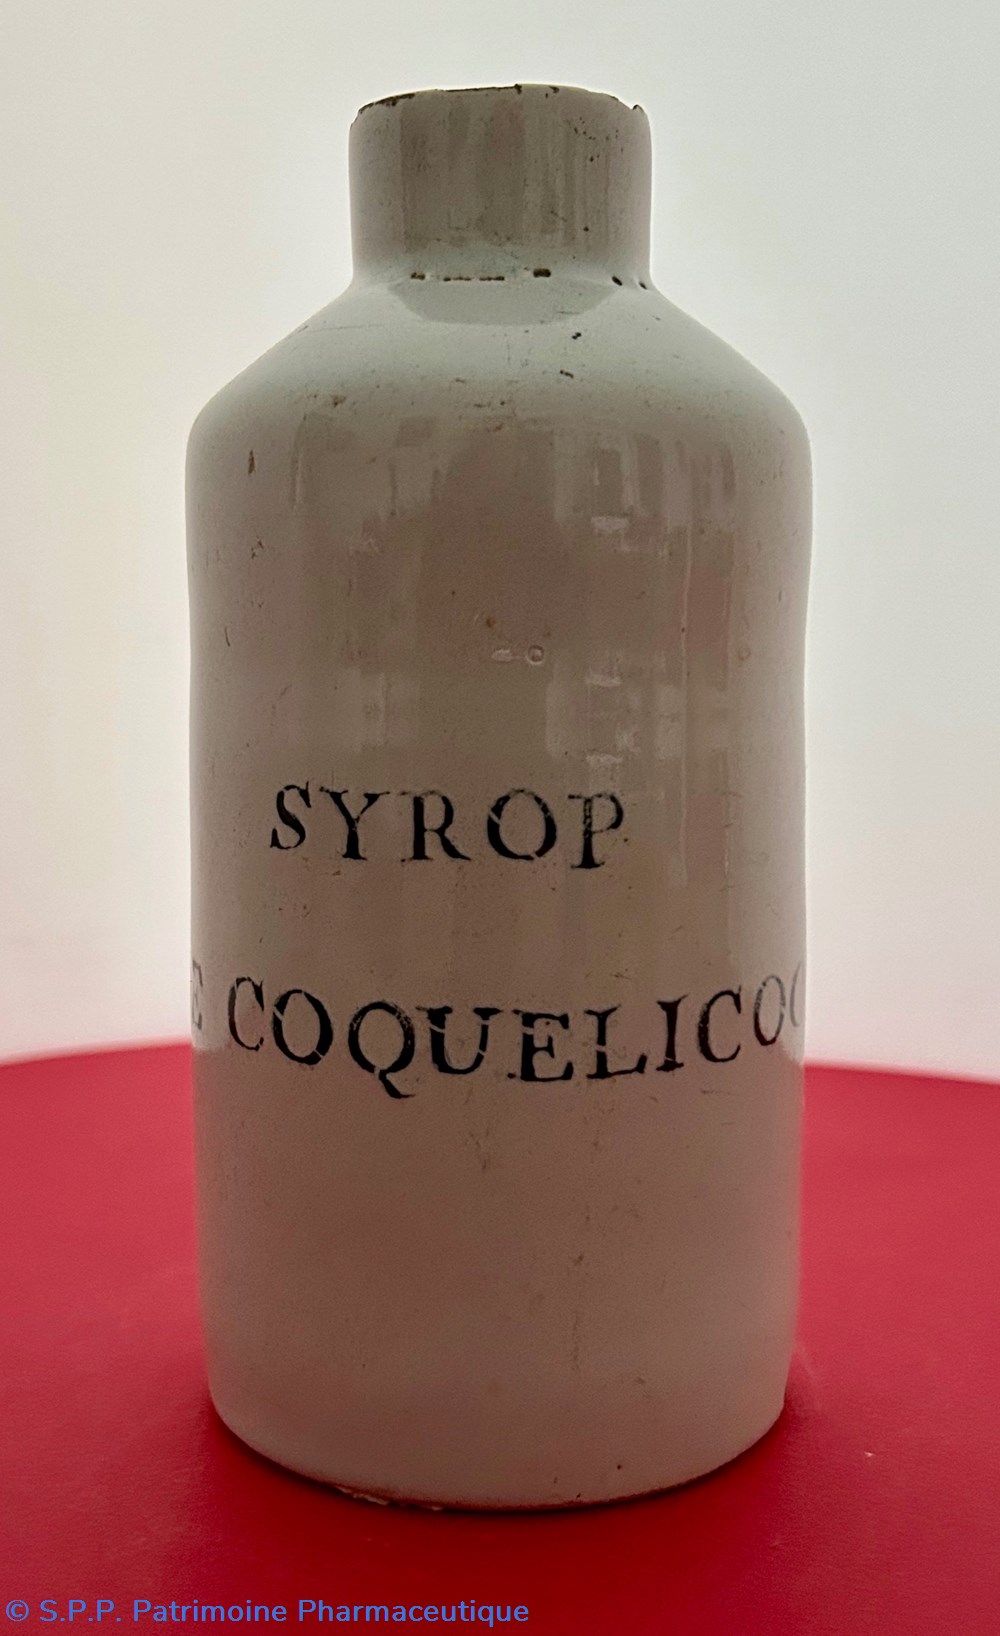 SYROP
E COQUELICO
© S.P.P. Patrimoine Pharmaceutique